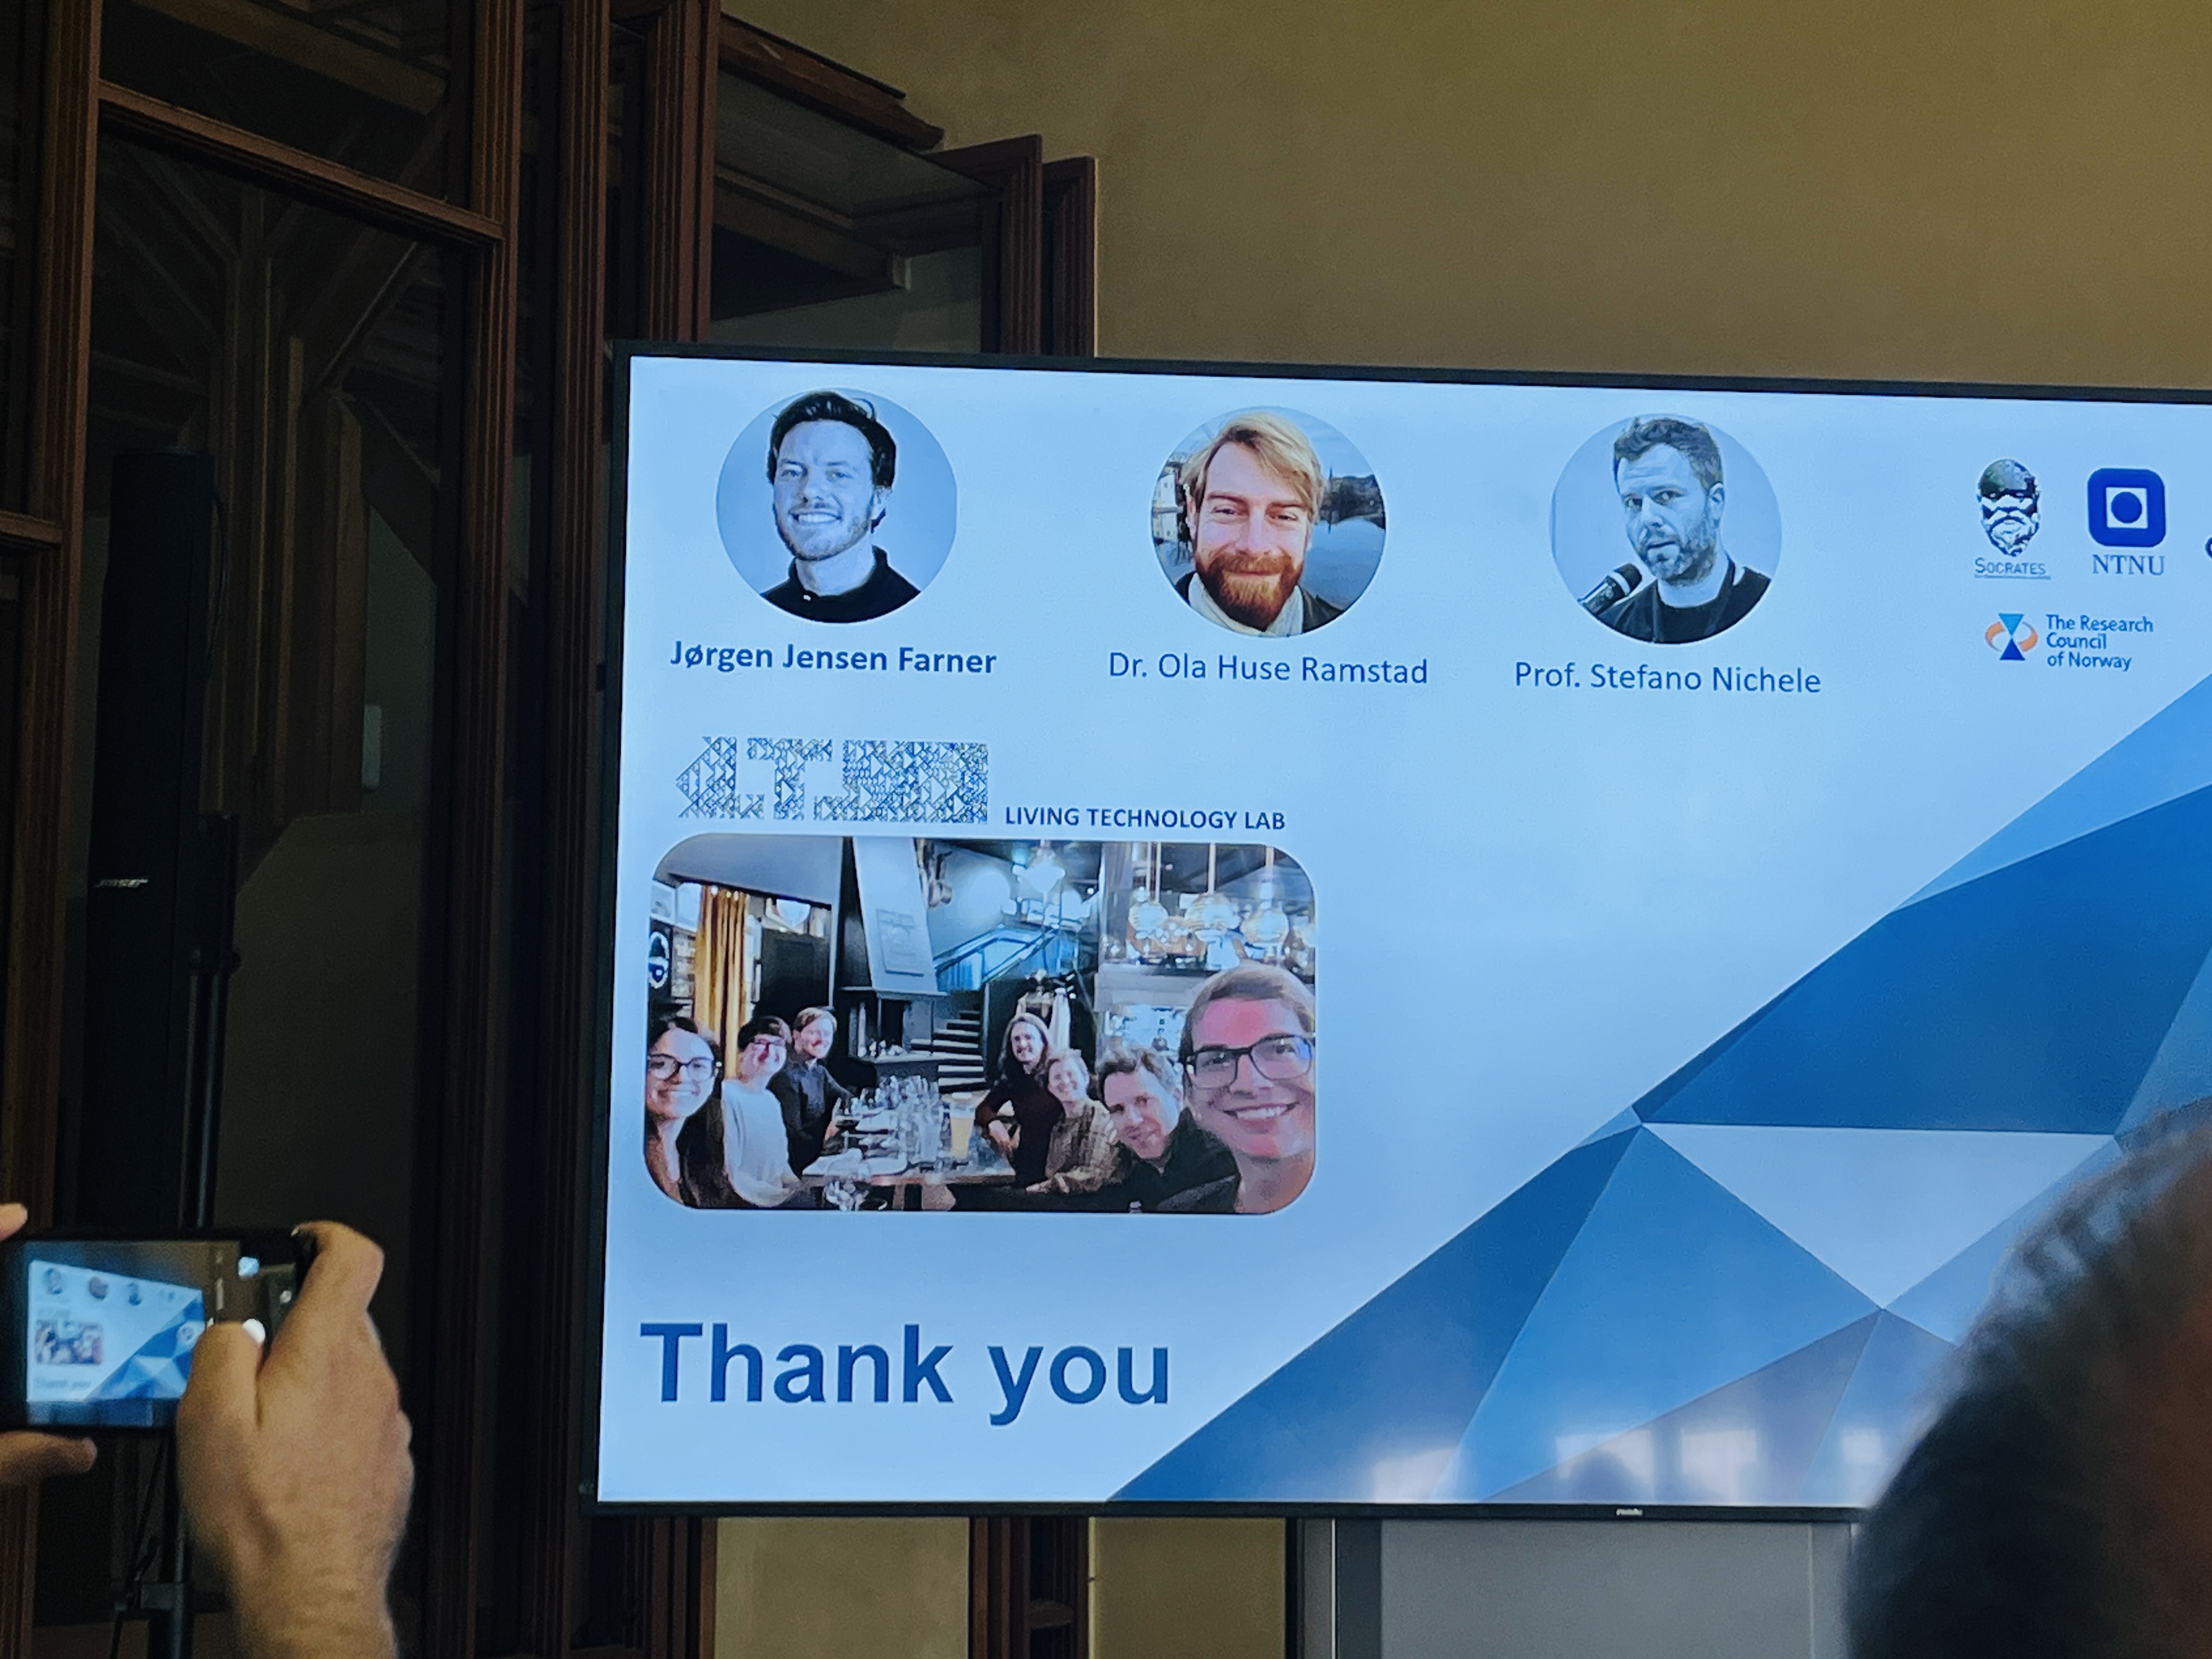 Jørgen Jensen Farner
Dr. Ola Huse Ramstad
Prof. Stefano Nichele
SOCRATES
NTNU
The Research
Council
of Norway
LIVING TECHNOLOGY LAB
Thank you
BOSE